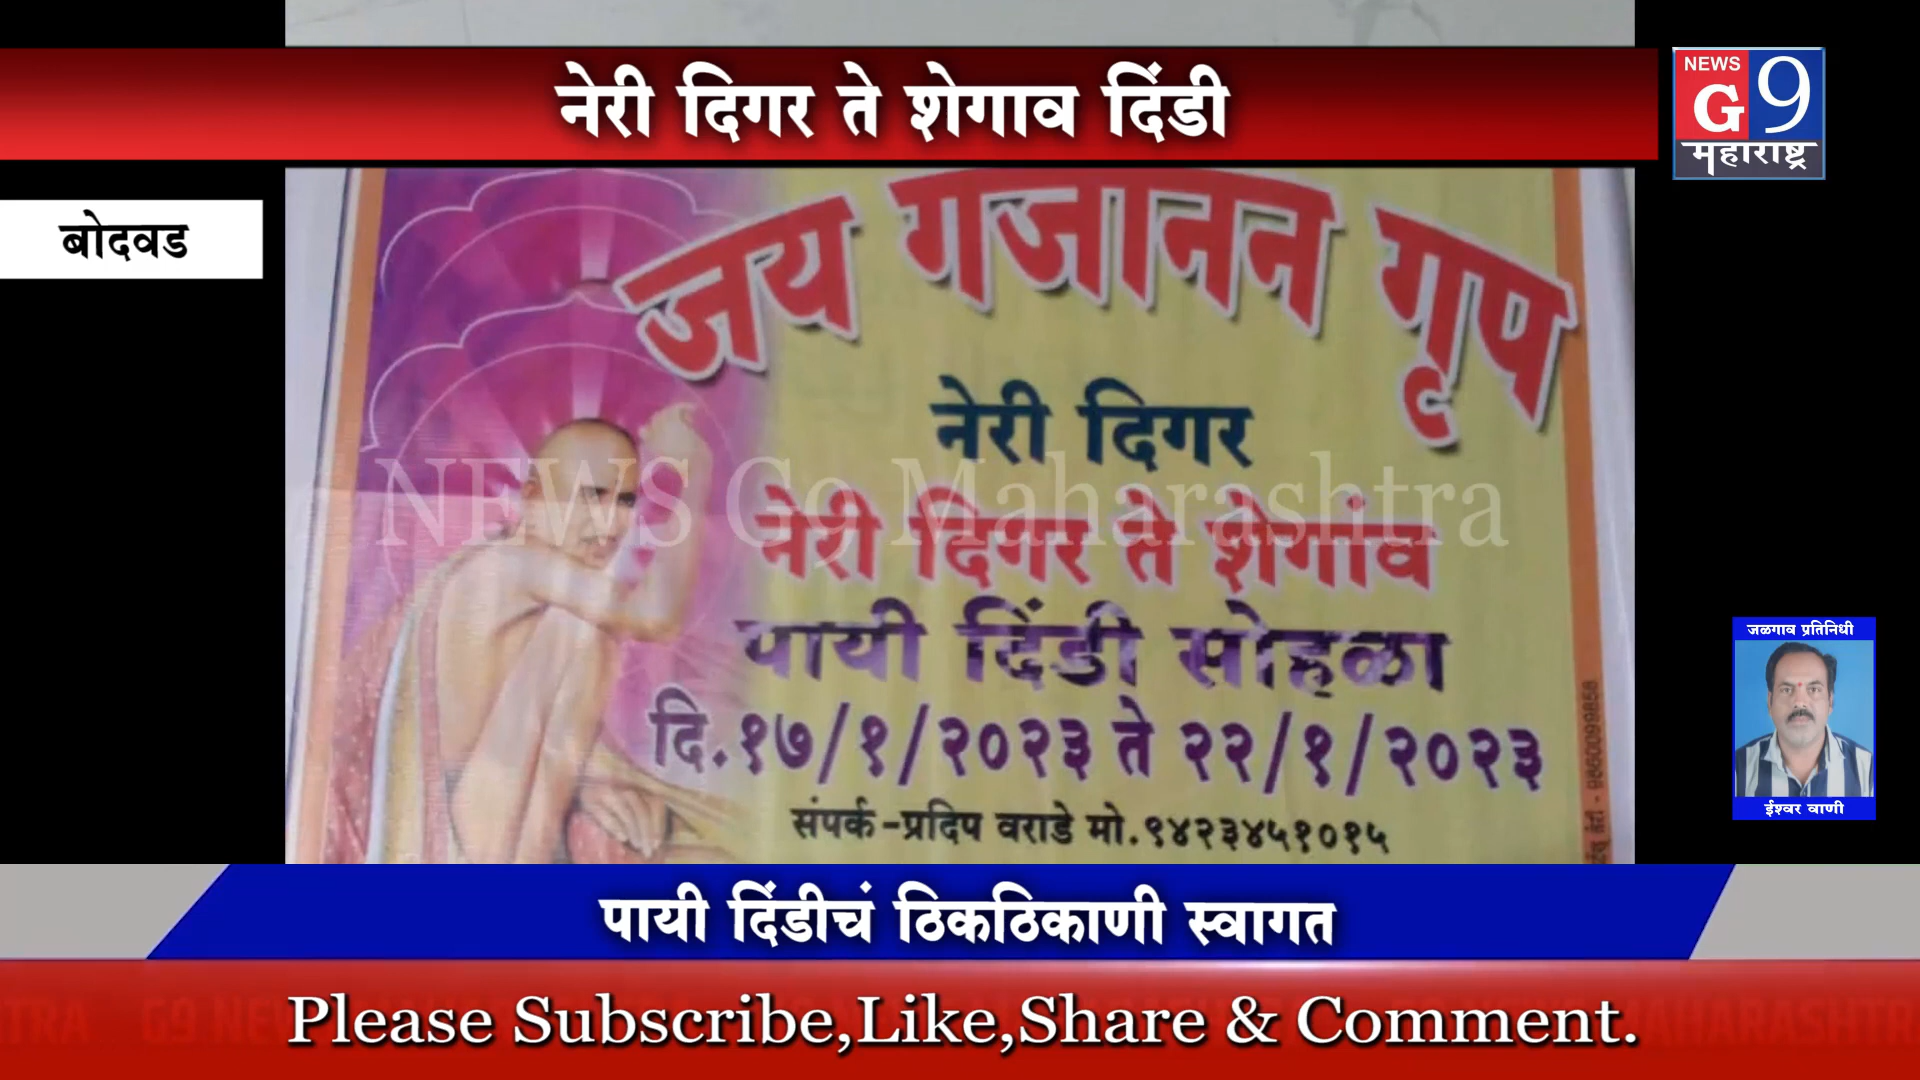 नेरी दिगर ते शेगाव दिंडी
NEWS
G9
महाराष्ट्र
बोदवड
जय गजानन गृप
नेरी दिगर
NEWS G9 Maharashtra
नेरी दिगर ते शेगांव
पायी दिंडी सोहळा
दि.१७/१/२०२३ ते २२/१/२०२३
संपर्क-प्रदिप वराडे मो.९४२३४५१०१५
जळगाव प्रतिनिधी
ईश्वर वाणी
पायी दिंडीचं ठिकठिकाणी स्वागत
Please Subscribe,Like,Share & Comment.